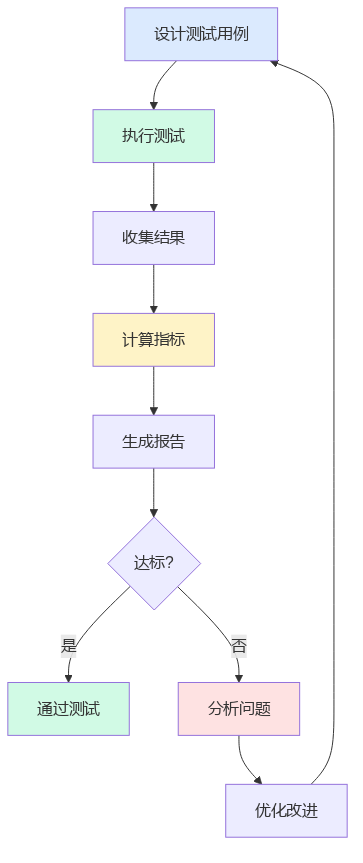 设计测试用例
执行测试
收集结果
计算指标
生成报告
达标?
是
否
通过测试
分析问题
优化改进